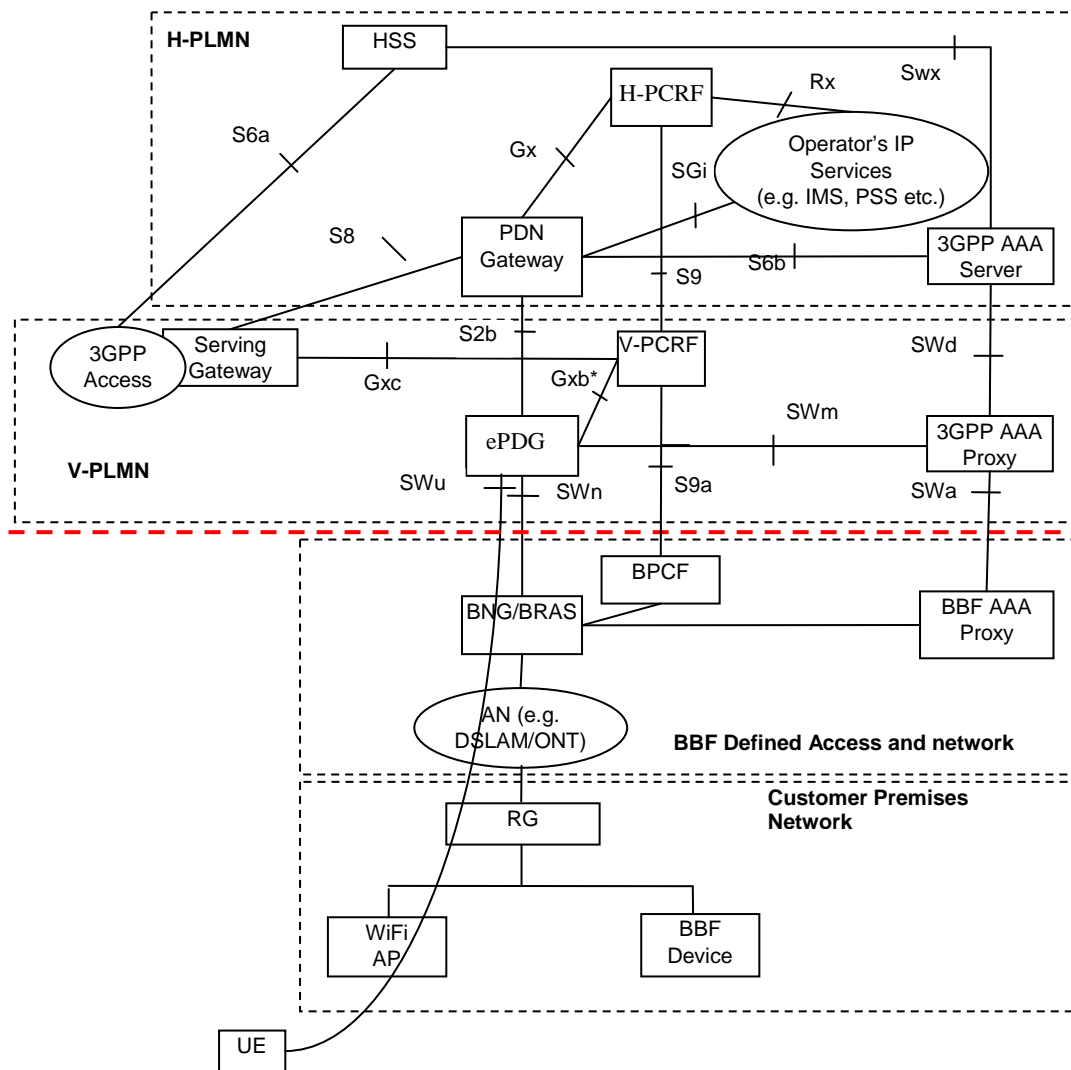 H-PLMN
HSS
Swx
H-PCRF
Rx
S6a
Gx
Operator's IP
Services
(e.g. IMS, PSS etc.)
SGi
S8
PDN
Gateway
S9
S6b
3GPP AAA
Server
3GPP
Access
Serving
Gateway
S2b
V-PCRF
SWd
Gxc
Gxb*
SWm
V-PLMN
ePDG
3GPP AAA
Proxy
SWu
SWn
S9a
SWa
BPCF
BNG/BRAS
BBF AAA
Proxy
AN (e.g.
DSLAM/ONT)
BBF Defined Access and network
Customer Premises
Network
RG
WiFi
AP
BBF
Device
UE